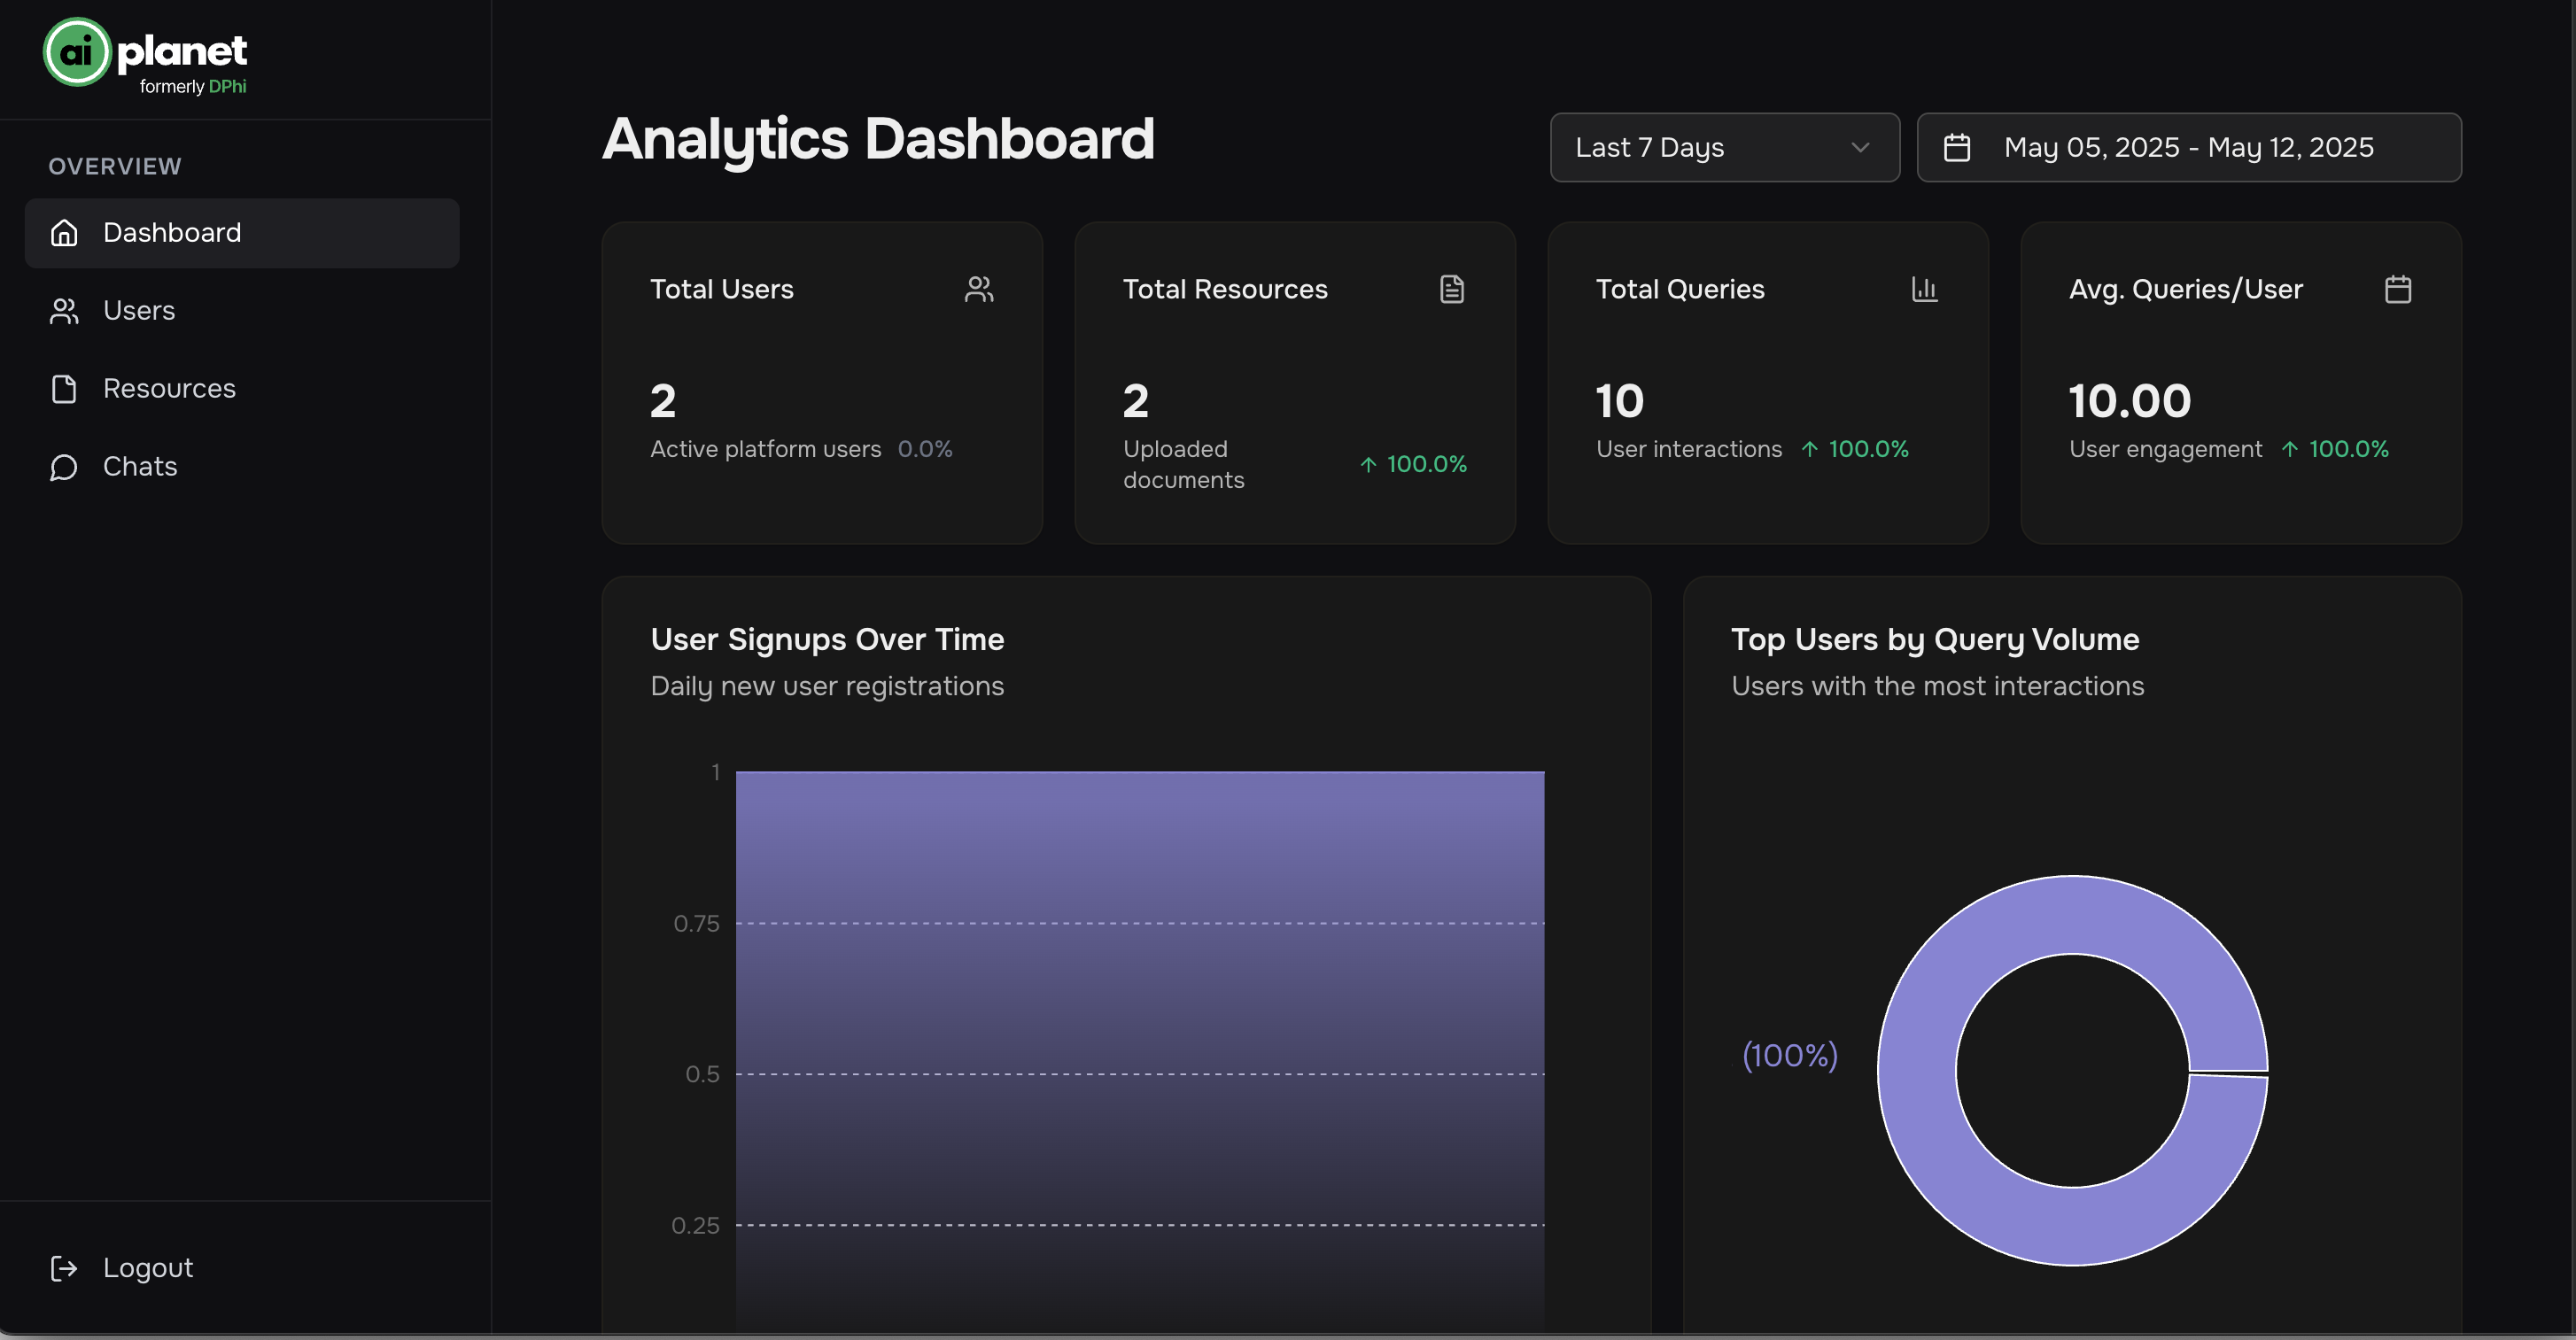 ai planet
formerly DPhi
OVERVIEW
Dashboard
Users
Resources
Chats
Logout
Analytics Dashboard
Last 7 Days
May 05, 2025 - May 12, 2025
Total Users
2
Active platform users 0.0%
Total Resources
2
Uploaded
documents
↑ 100.0%
Total Queries
10
User interactions ↑ 100.0%
Avg. Queries/User
10.00
User engagement ↑ 100.0%
User Signups Over Time
Daily new user registrations
1
0.75
0.5
0.25
Top Users by Query Volume
Users with the most interactions
(100%)